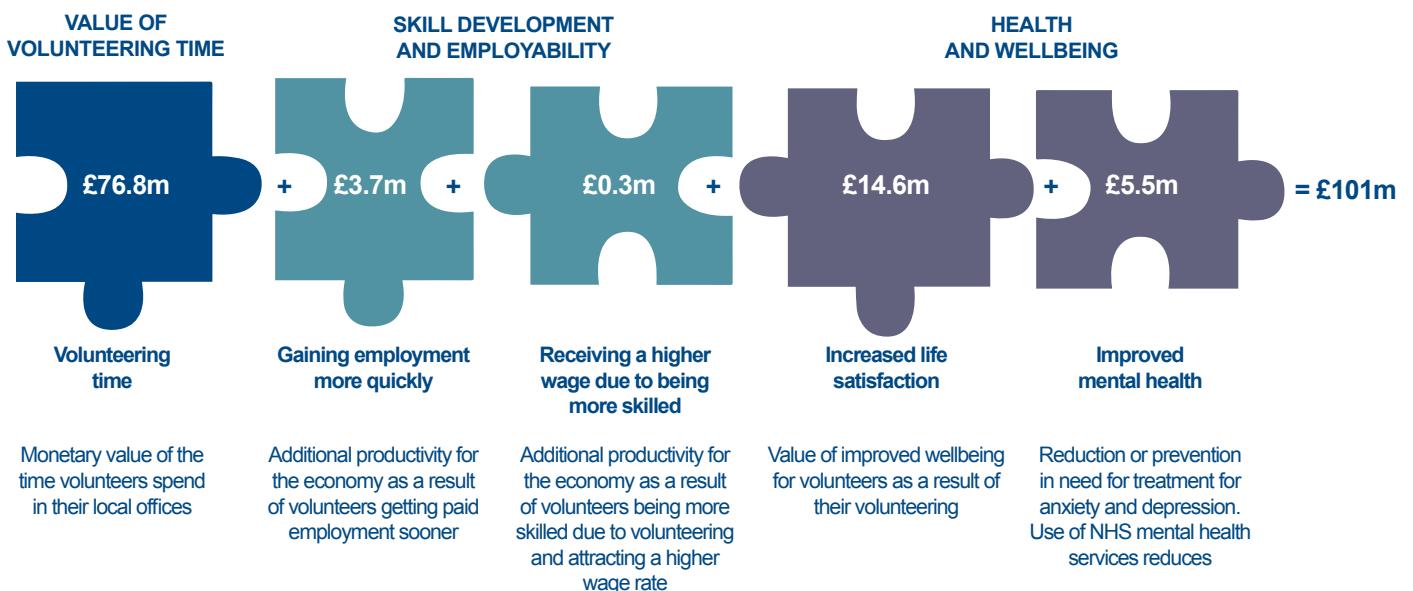 VALUE OF
VOLUNTEERING TIME
SKILL DEVELOPMENT
AND EMPLOYABILITY
HEALTH
AND WELLBEING
£76.8m + £3.7m + £0.3m + £14.6m + £5.5m = £101m
Volunteering
time
Monetary value of the
time volunteers spend
in their local offices
Gaining employment
more quickly
Additional productivity for
the economy as a result
of volunteers getting paid
employment sooner
Receiving a higher
wage due to being
more skilled
Additional productivity for
the economy as a result
of volunteers being more
skilled due to volunteering
and attracting a higher
wage rate
Increased life
satisfaction
Value of improved wellbeing
for volunteers as a result of
their volunteering
Improved
mental health
Reduction or prevention
in need for treatment for
anxiety and depression.
Use of NHS mental health
services reduces